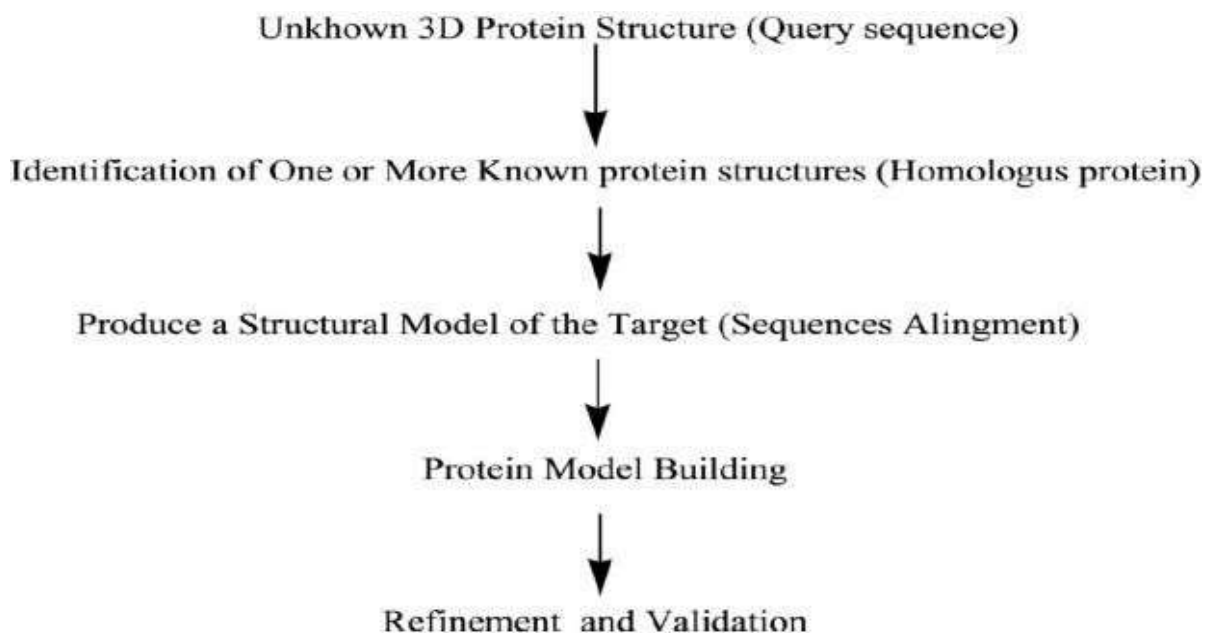 Unkhown 3D Protein Structure (Query sequence)
Identification of One or More Known protein structures (Homologus protein)
Produce a Structural Model of the Target (Sequences Alingment)
Protein Model Building
Refinement and Validation